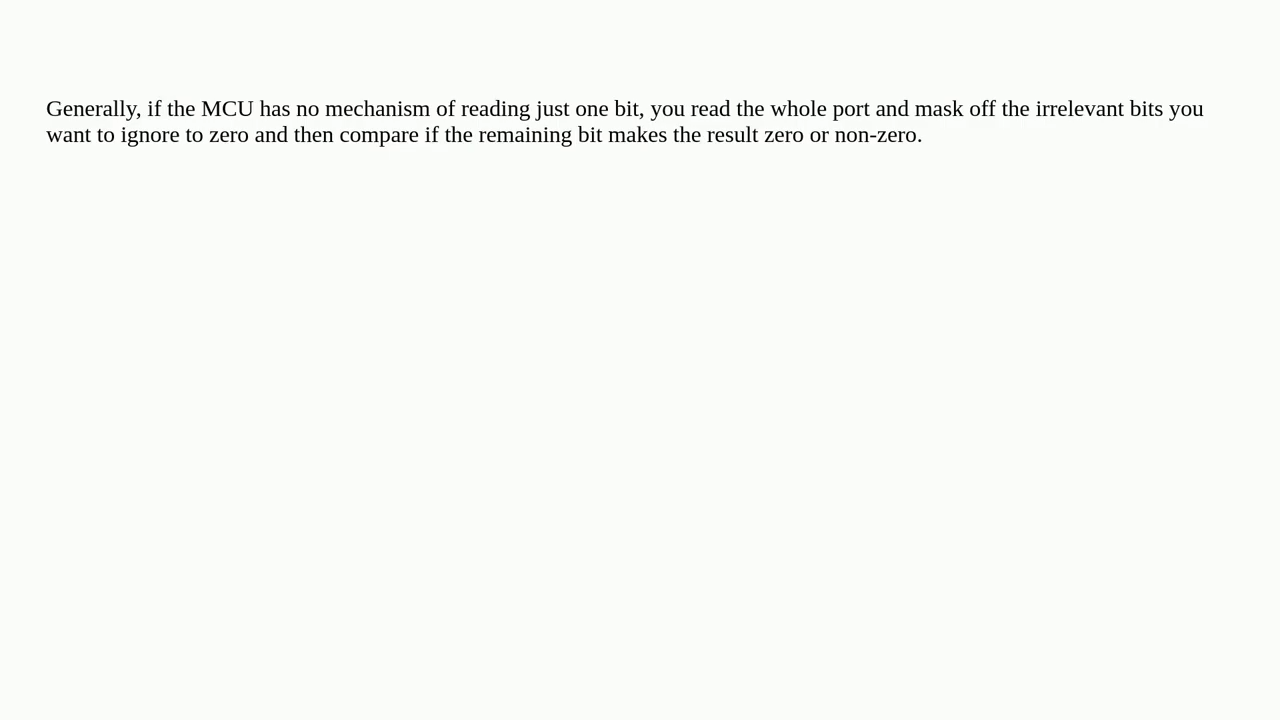 Generally, if the MCU has no mechanism of reading just one bit, you read the whole port and mask off the irrelevant bits you
want to ignore to zero and then compare if the remaining bit makes the result zero or non-zero.